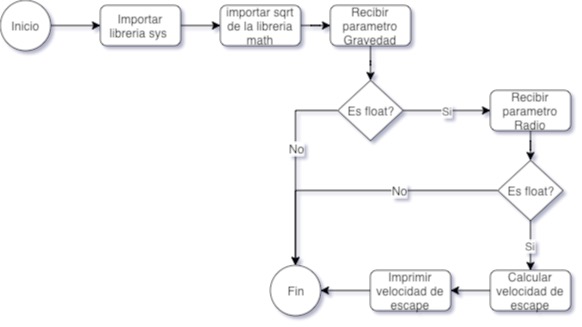 Inicio
Importar
libreria sys
importar sqrt
de la libreria
math
Recibir
parametro
Gravedad
Es float?
Si
Recibir
parametro
Radio
No
Es float?
No
Si
Fin
Imprimir
velocidad de
escape
Calcular
velocidad de
escape